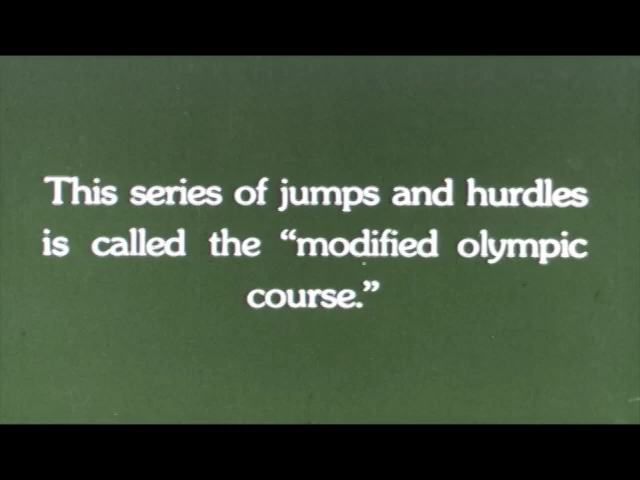 This series of jumps and hurdles
is called the “modified olympic
course.”